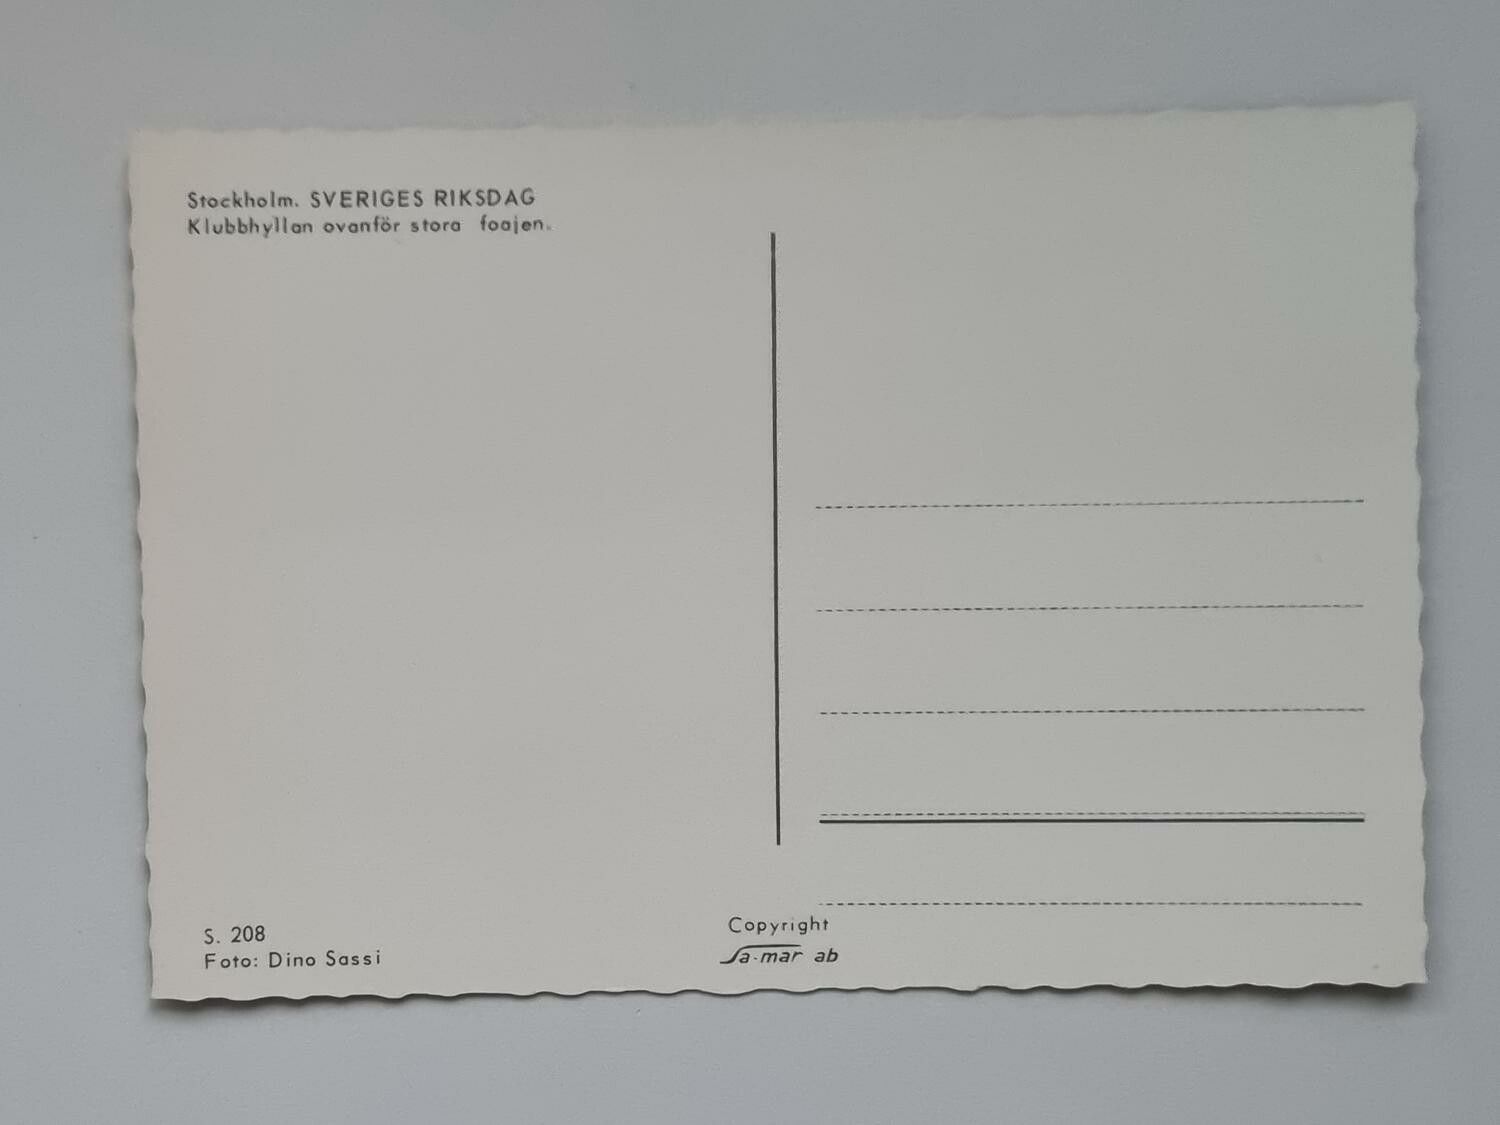 Stockholm. SVERIGES RIKSDAG
Klubbhyllan ovanför stora foajen.
S. 208
Foto: Dino Sassi
Copyright
Sa-mar ab